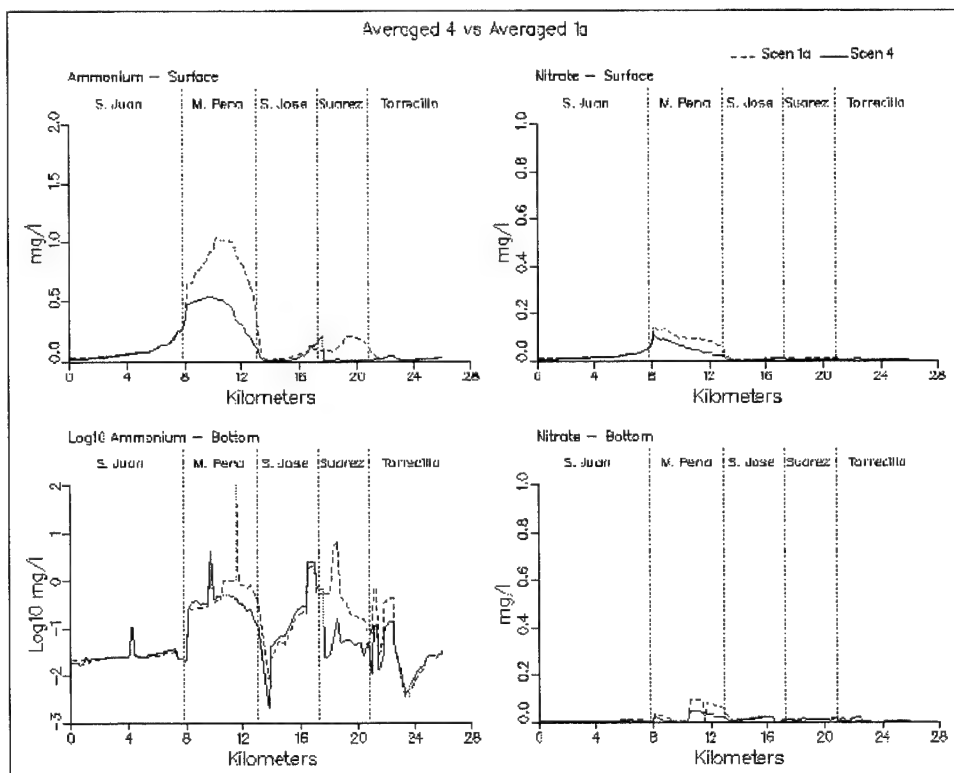 Averaged 4 vs Averaged 1a
Scen 1a Scen 4
Ammonium - Surface
S. Juan M. Pena S. Jose Suarez Torrecilla
mg/l
0.0 0.5 1.0 1.5 2.0
0 4 8 12 16 20 24 28
Kilometers
Nitrate - Surface
S. Juan M. Pena S. Jose Suarez Torrecilla
mg/l
0.0 0.2 0.4 0.6 0.8 1.0
0 4 8 12 16 20 24 28
Kilometers
Log10 Ammonium - Bottom
S. Juan M. Pena S. Jose Suarez Torrecilla
Log10 mg/l
-3 -2 -1 0 1 2
0 4 8 12 16 20 24 28
Kilometers
Nitrate - Bottom
S. Juan M. Pena S. Jose Suarez Torrecilla
mg/l
0.0 0.2 0.4 0.6 0.8 1.0
0 4 8 12 16 20 24 28
Kilometers